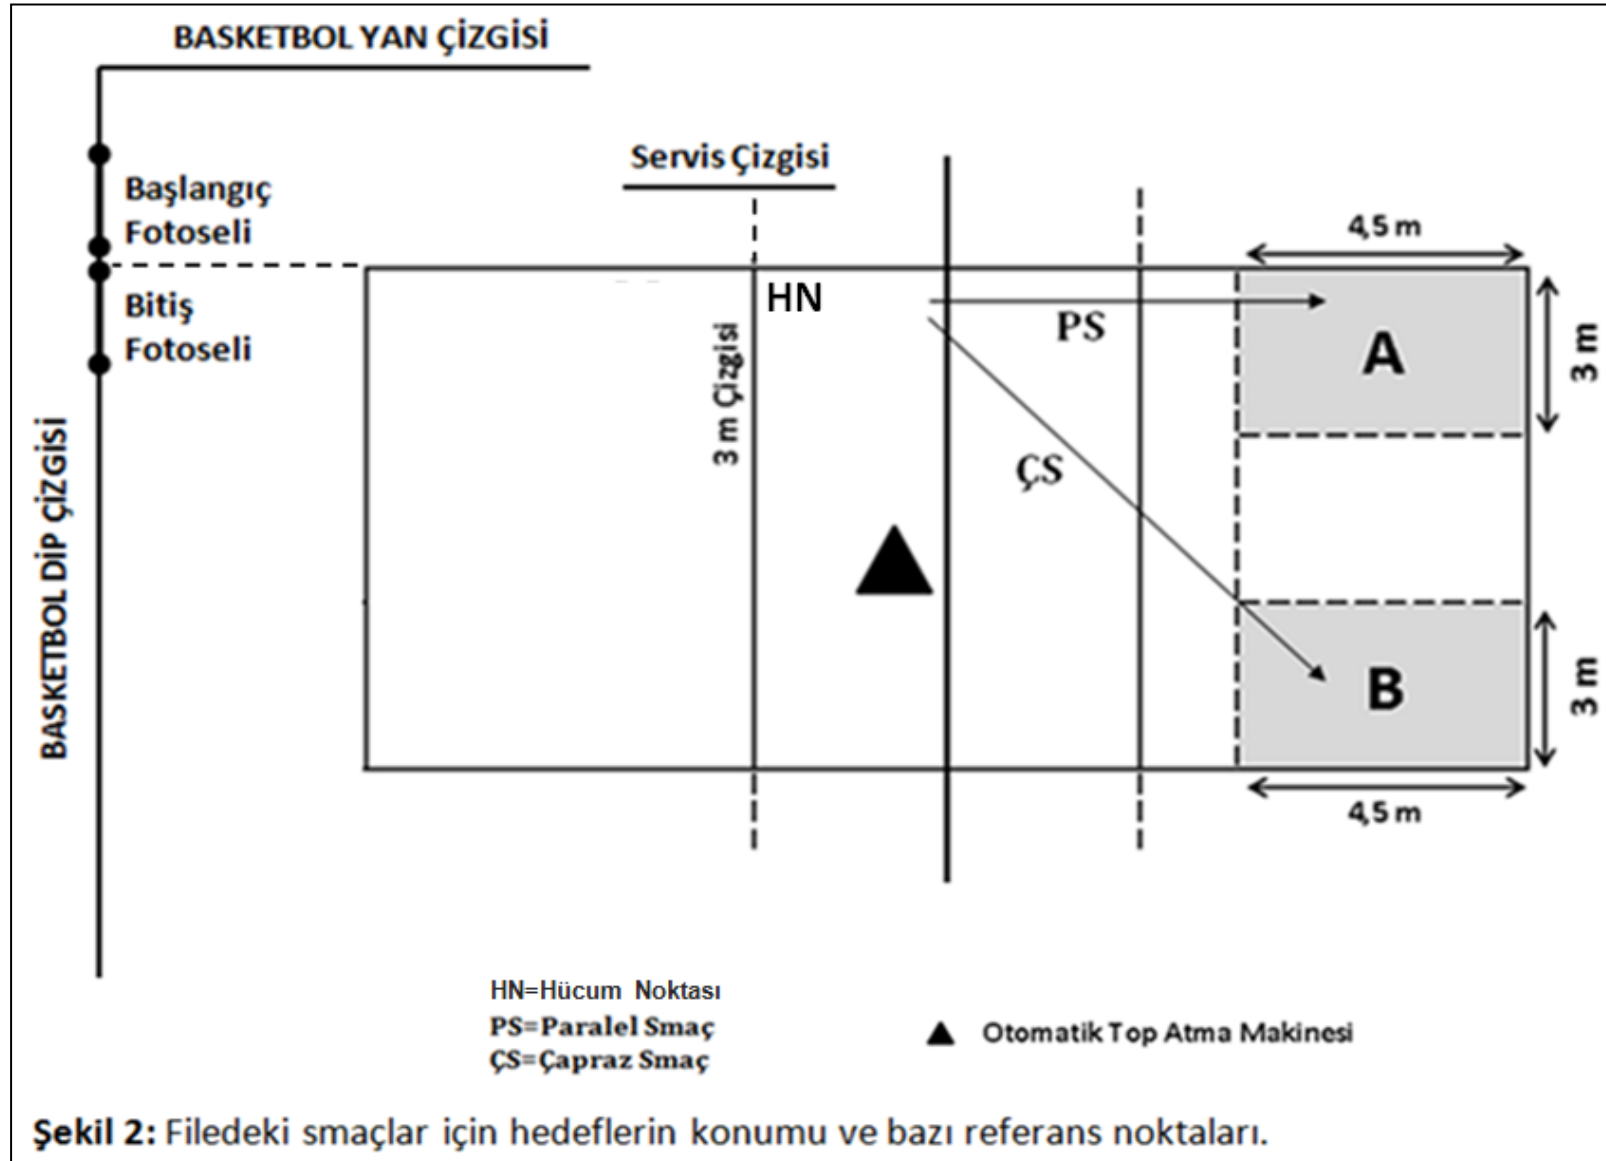 BASKETBOL YAN ÇİZGİSİ
Servis Çizgisi
Başlangıç
Fotoseli
Bitiş
Fotoseli
BASKETBOL DİP ÇİZGİSİ
3 m Çizgisi
HN
PS
ÇS
4,5 m
A
3 m
B
3 m
4,5 m
HN=Hücum Noktası
PS=Paralel Smaç
ÇS=Çapraz Smaç
Otomatik Top Atma Makinesi
Şekil 2: Filedeki smaçlar için hedeflerin konumu ve bazı referans noktaları.